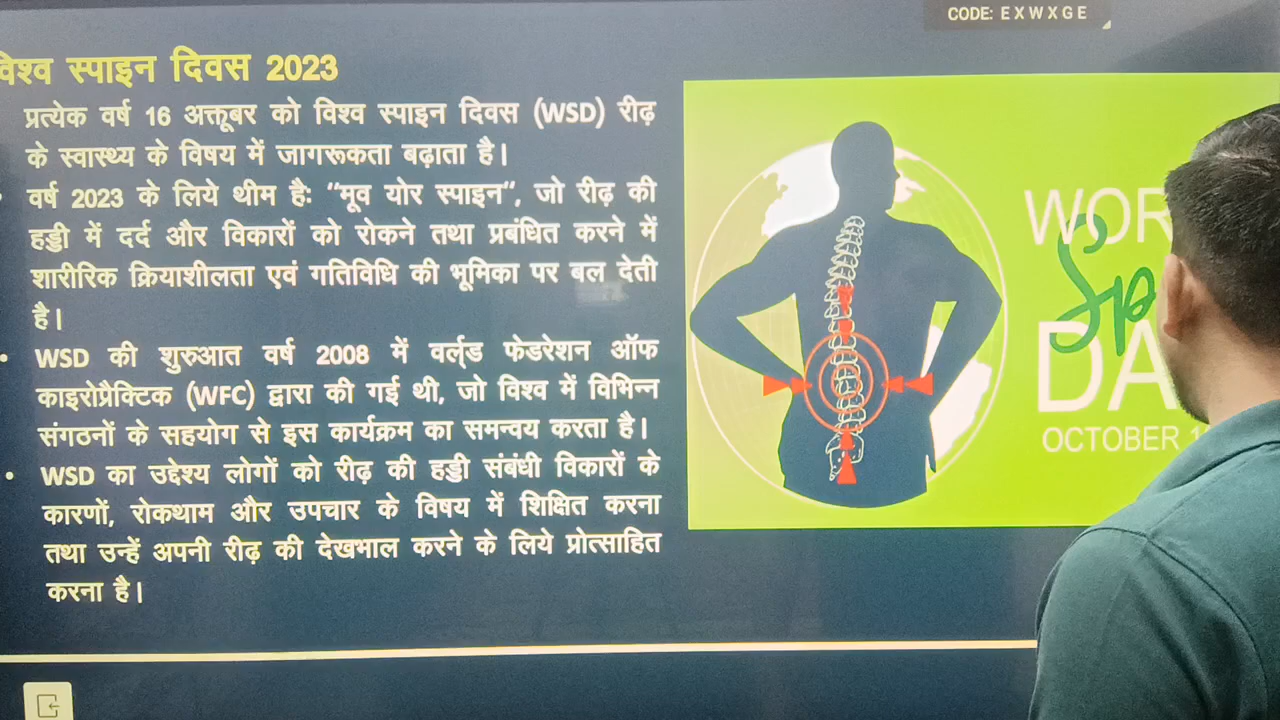 CODE: E X W X G E
विश्व स्पाइन दिवस 2023
प्रत्येक वर्ष 16 अक्तूबर को विश्व स्पाइन दिवस (WSD) रीढ़
के स्वास्थ्य के विषय में जागरूकता बढ़ाता है।
वर्ष 2023 के लिये थीम है: "मूव योर स्पाइन", जो रीढ़ की
हड्डी में दर्द और विकारों को रोकने तथा प्रबंधित करने में
शारीरिक क्रियाशीलता एवं गतिविधि की भूमिका पर बल देती
है।
• WSD की शुरुआत वर्ष 2008 में वर्ल्ड फेडरेशन ऑफ
काइरोप्रैक्टिक (WFC) द्वारा की गई थी, जो विश्व में विभिन्न
संगठनों के सहयोग से इस कार्यक्रम का समन्वय करता है।
• WSD का उद्देश्य लोगों को रीढ़ की हड्डी संबंधी विकारों के
कारणों, रोकथाम और उपचार के विषय में शिक्षित करना
तथा उन्हें अपनी रीढ़ की देखभाल करने के लिये प्रोत्साहित
करना है।
WOR
Sp
DA
OCTOBER 1